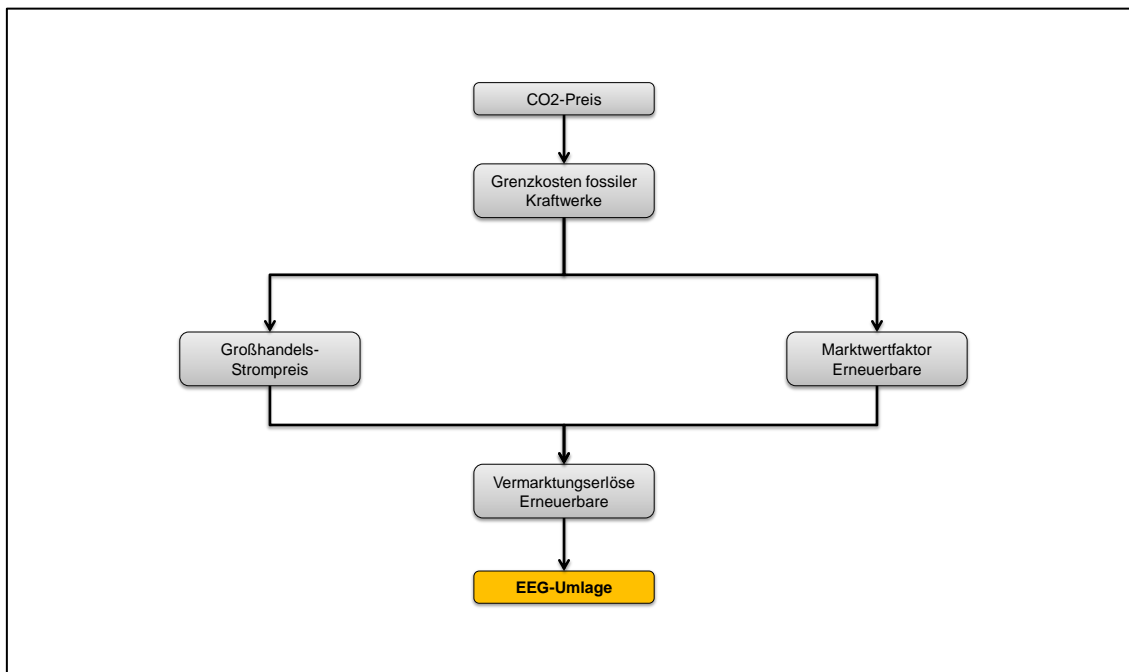 CO2-Preis
Grenzkosten fossiler
Kraftwerke
Großhandels-
Strompreis
Marktwertfaktor
Erneuerbare
Vermarktungserlöse
Erneuerbare
EEG-Umlage